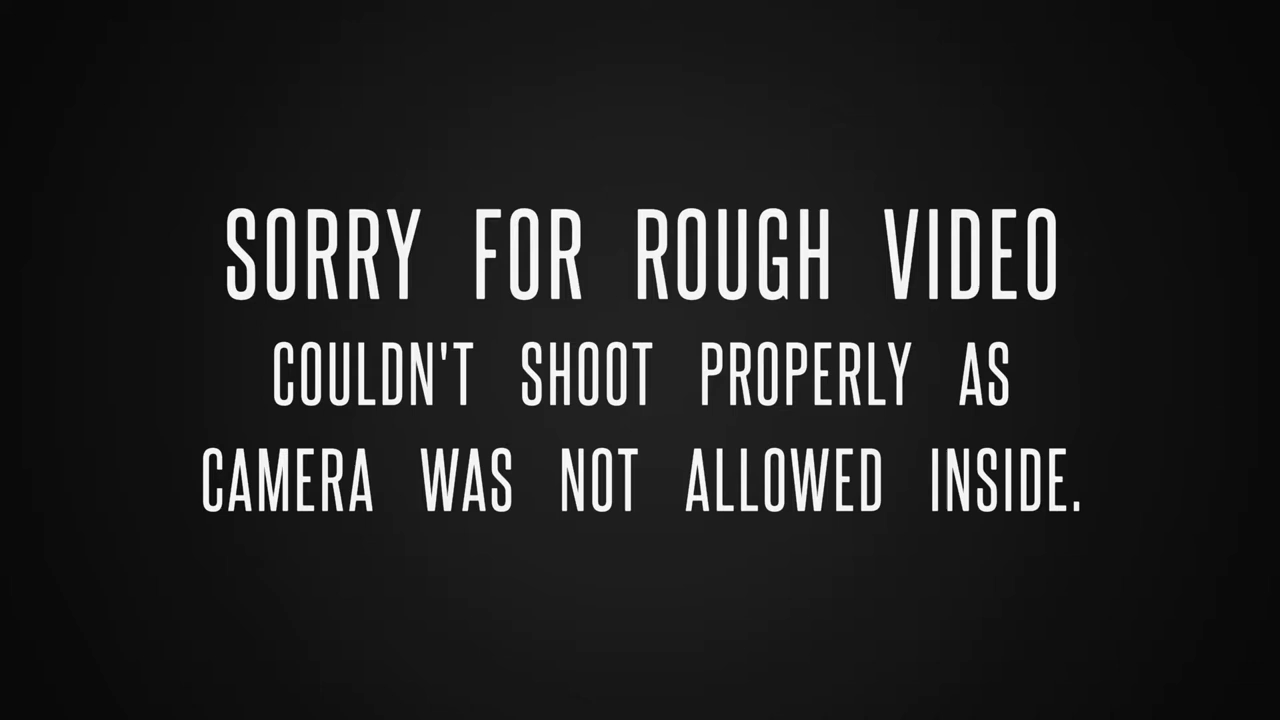 SORRY FOR ROUGH VIDEO
COULDN'T SHOOT PROPERLY AS
CAMERA WAS NOT ALLOWED INSIDE.